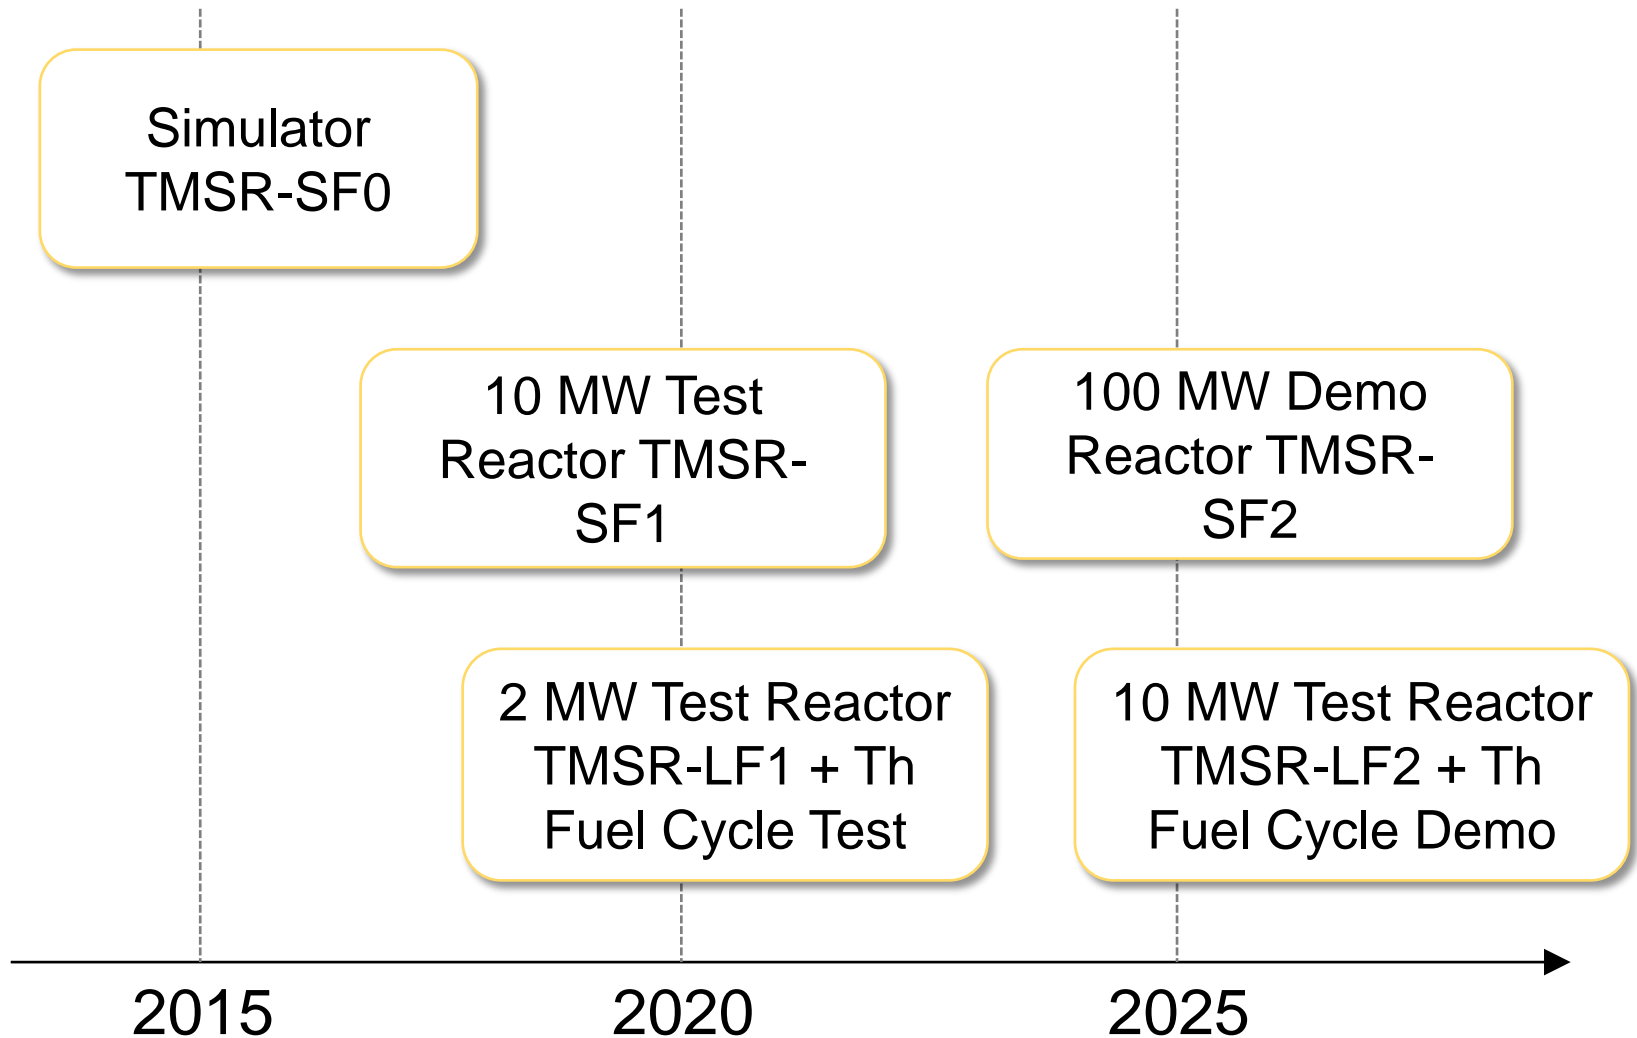 Simulator
TMSR-SF0
10 MW Test
Reactor TMSR-
SF1
100 MW Demo
Reactor TMSR-
SF2
2 MW Test Reactor
TMSR-LF1 + Th
Fuel Cycle Test
10 MW Test Reactor
TMSR-LF2 + Th
Fuel Cycle Demo
2015
2020
2025